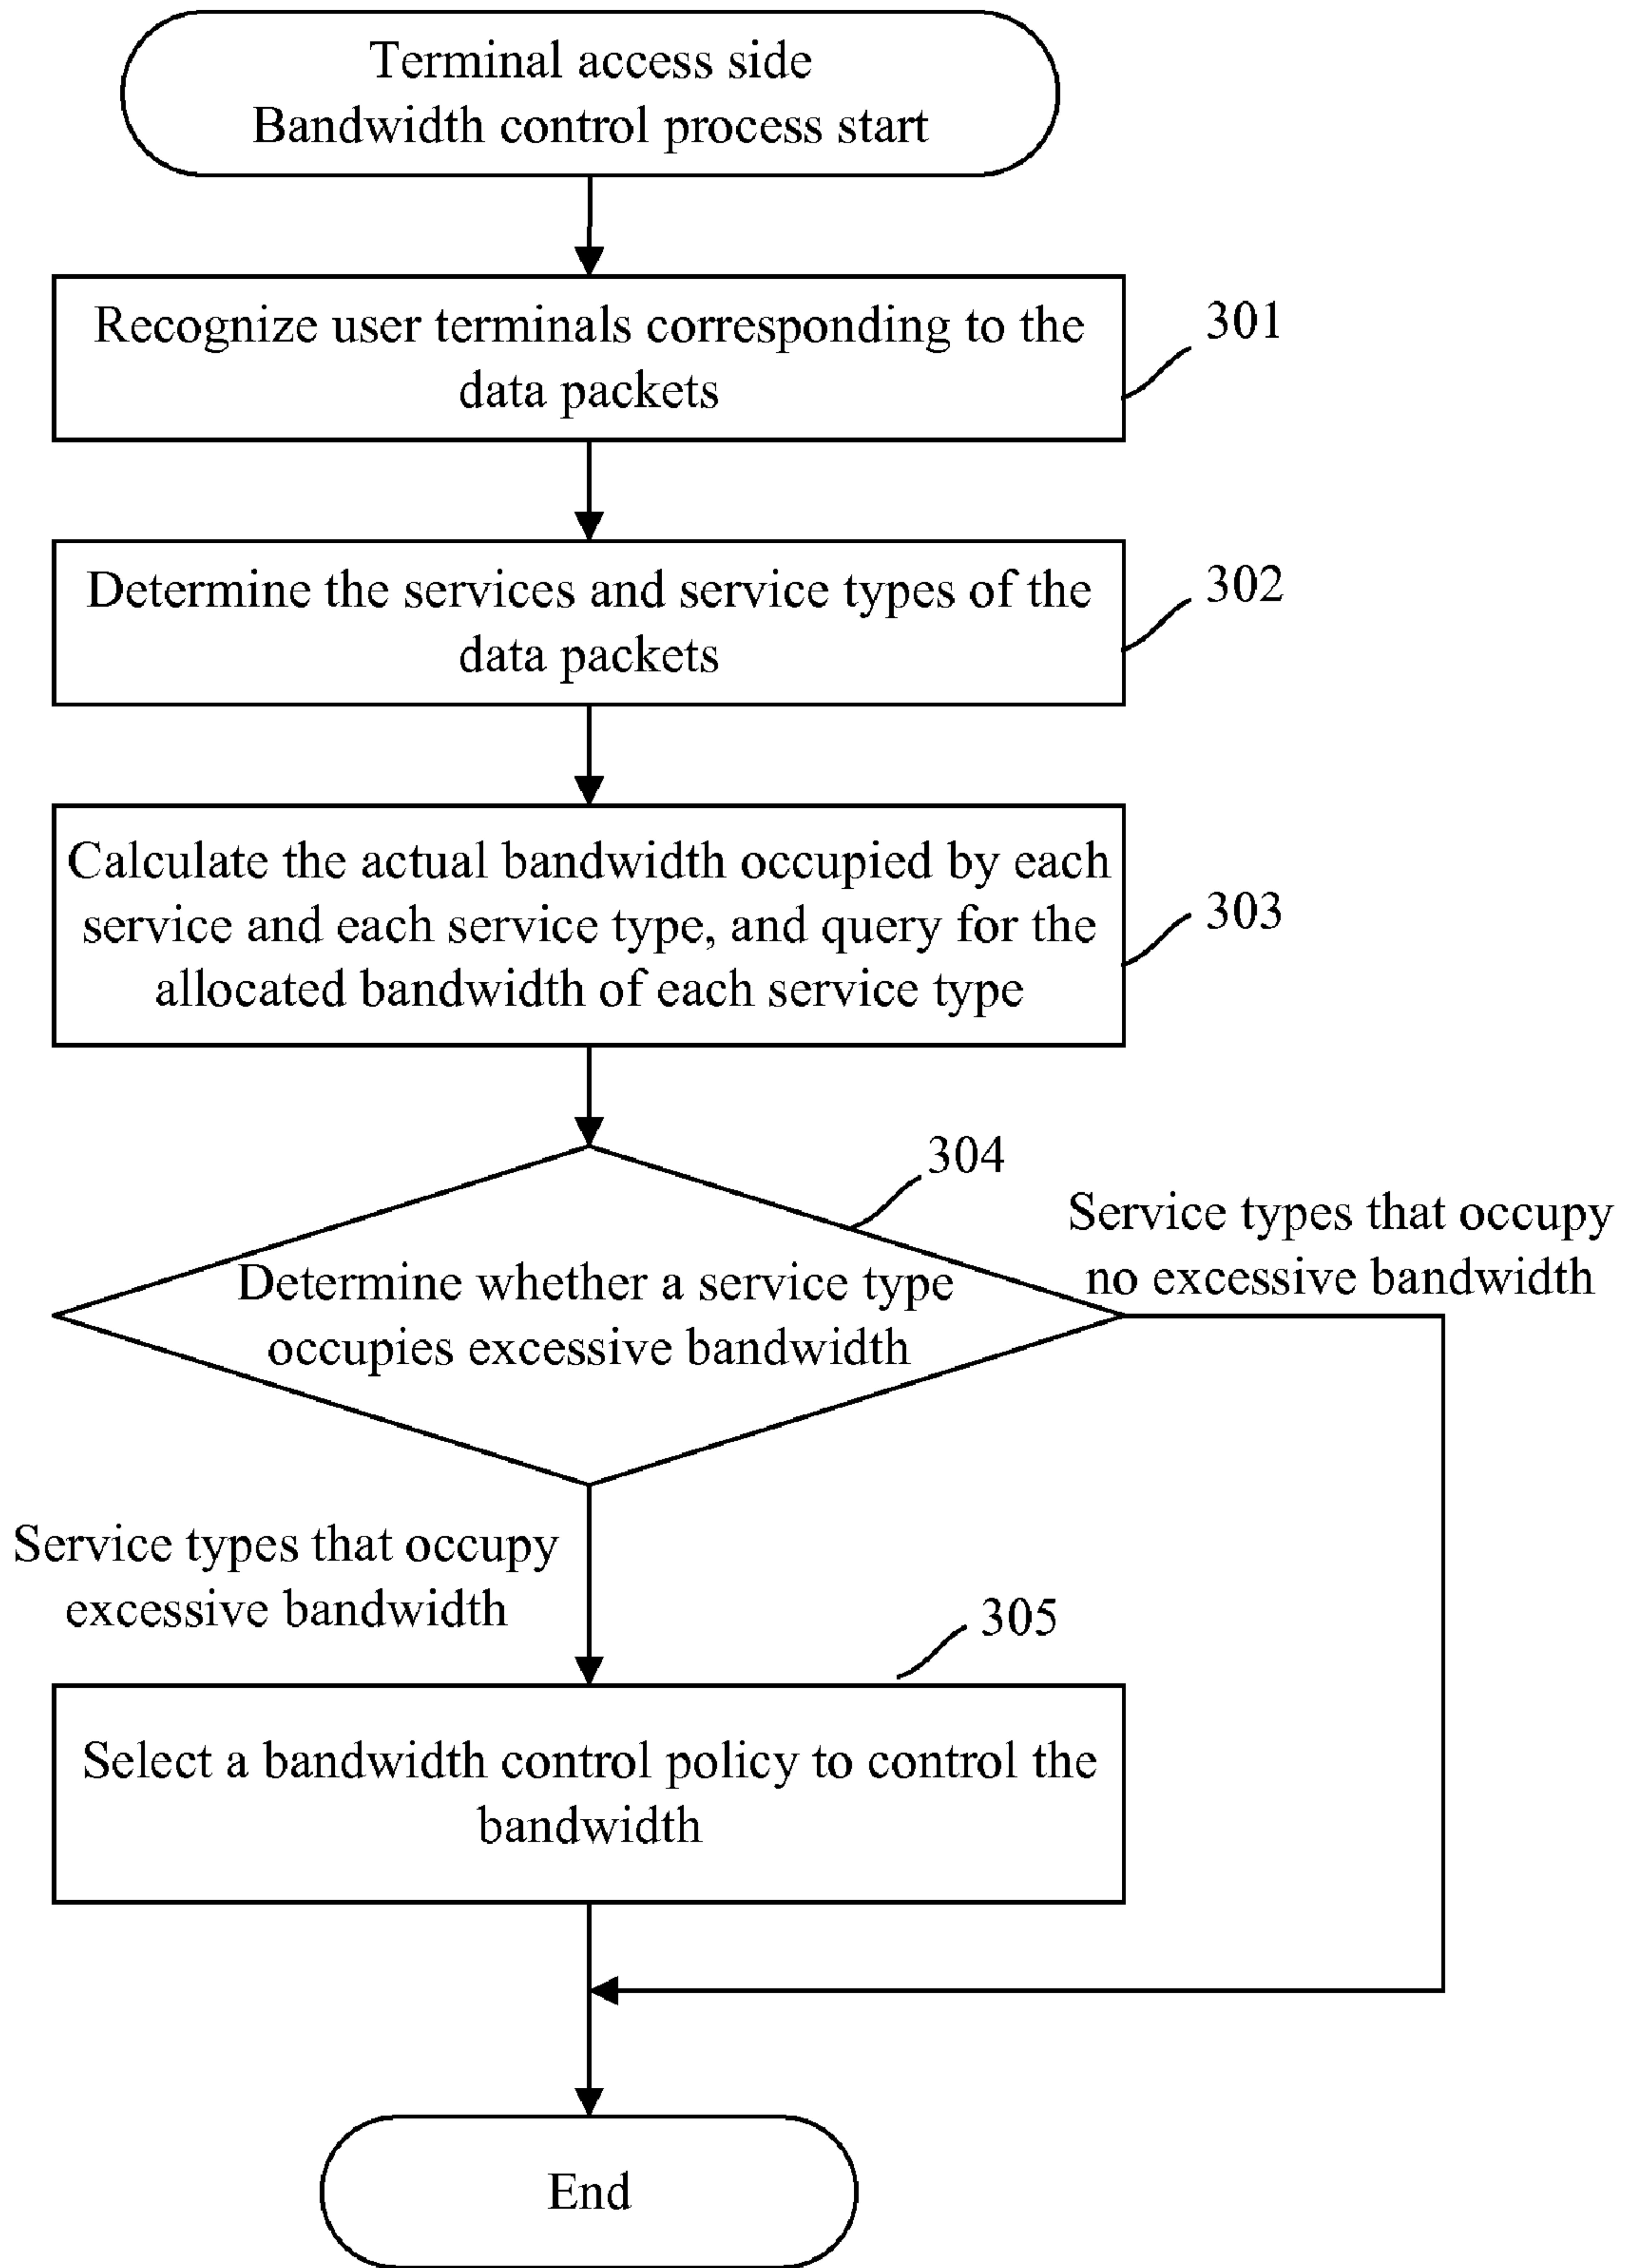 Terminal access side
Bandwidth control process start
Recognize user terminals corresponding to the
data packets
301
Determine the services and service types of the
data packets
302
Calculate the actual bandwidth occupied by each
service and each service type, and query for the
allocated bandwidth of each service type
303
304
Determine whether a service type
occupies excessive bandwidth
Service types that occupy
no excessive bandwidth
Service types that occupy
excessive bandwidth
305
Select a bandwidth control policy to control the
bandwidth
End